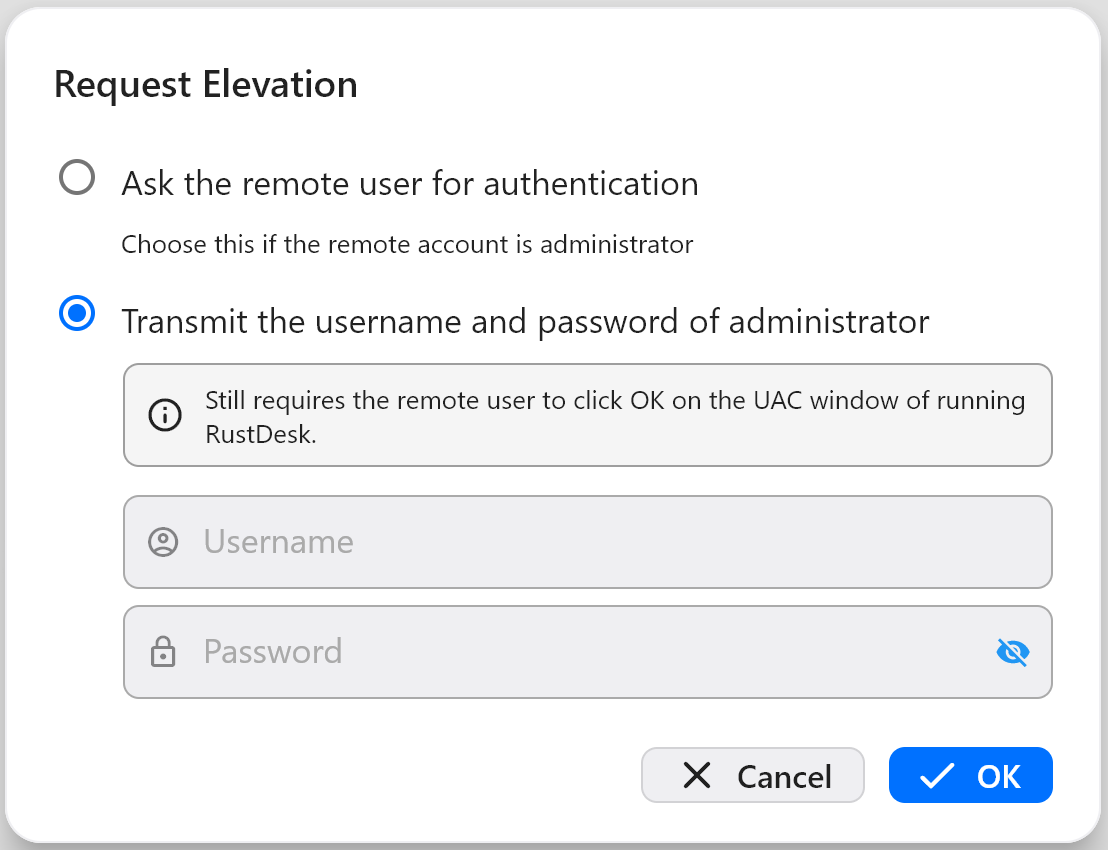 Request Elevation
Ask the remote user for authentication
Choose this if the remote account is administrator
Transmit the username and password of administrator
Still requires the remote user to click OK on the UAC window of running
RustDesk.
Username
Password
Cancel
OK